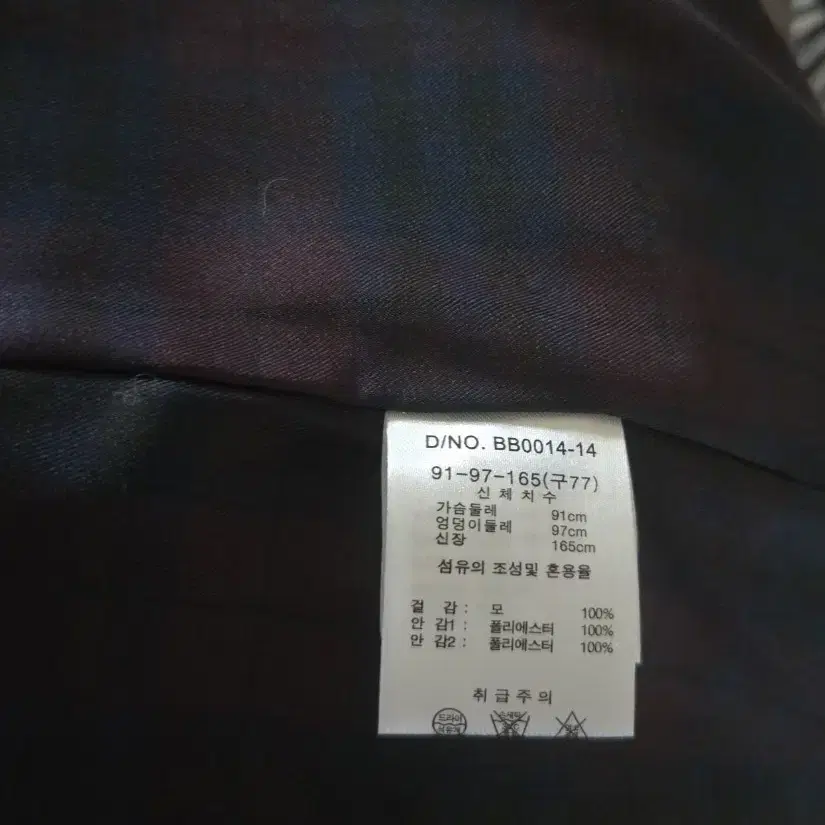 D/NO. BB0014-14
91-97-165(구77)
신체치수
가슴둘레 91cm
엉덩이둘레 97cm
신장 165cm
섬유의 조성및 혼용율
겉 감 : 모 100%
안 감1 : 폴리에스터 100%
안 감2 : 폴리에스터 100%
취급주의
드라이